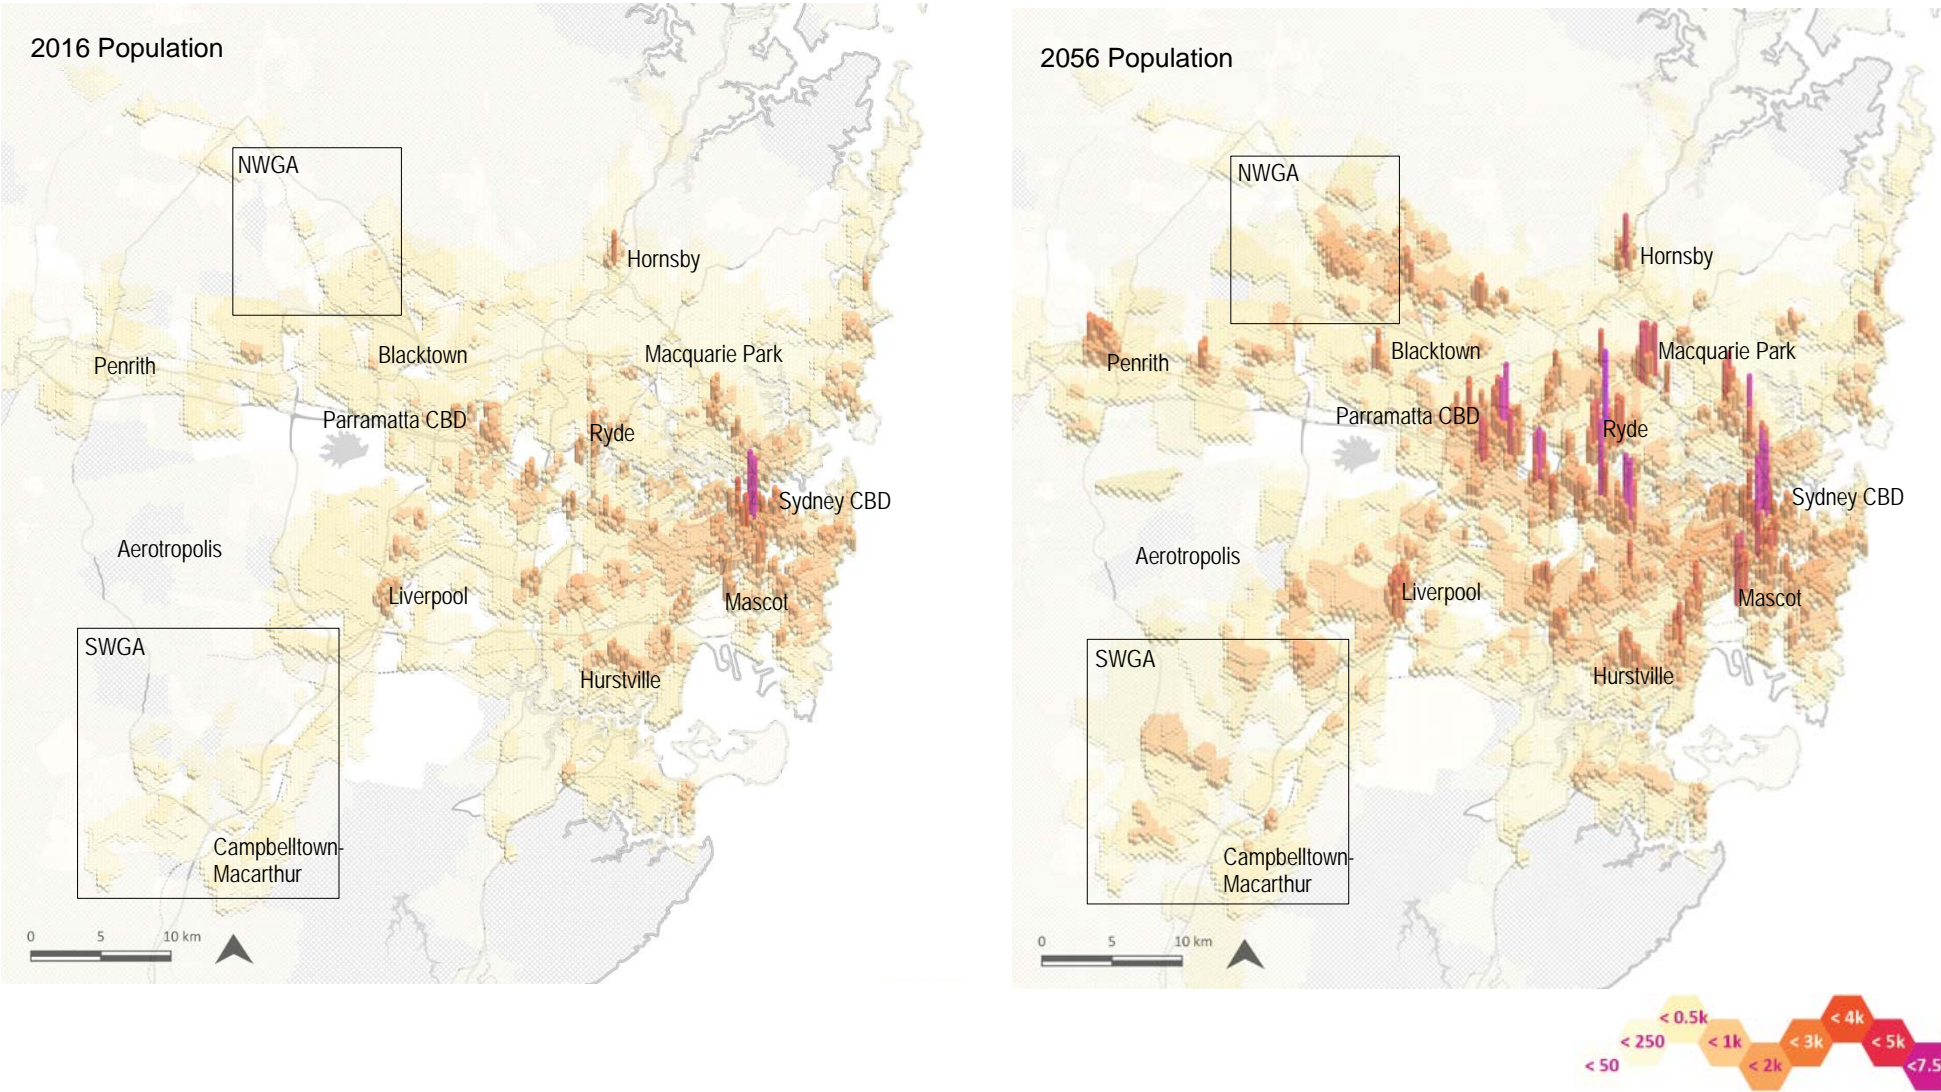 2016 Population
NWGA
Hornsby
Penrith
Blacktown
Macquarie Park
Parramatta CBD
Ryde
Sydney CBD
Aerotropolis
Liverpool
Mascot
SWGA
Hurstville
Campbelltown-
Macarthur
0 5 10 km
2056 Population
NWGA
Hornsby
Penrith
Blacktown
Macquarie Park
Parramatta CBD
Ryde
Sydney CBD
Aerotropolis
Liverpool
Mascot
SWGA
Hurstville
Campbelltown-
Macarthur
0 5 10 km
< 50
< 250
< 0.5k
< 1k
< 2k
< 3k
< 4k
< 5k
<7.5